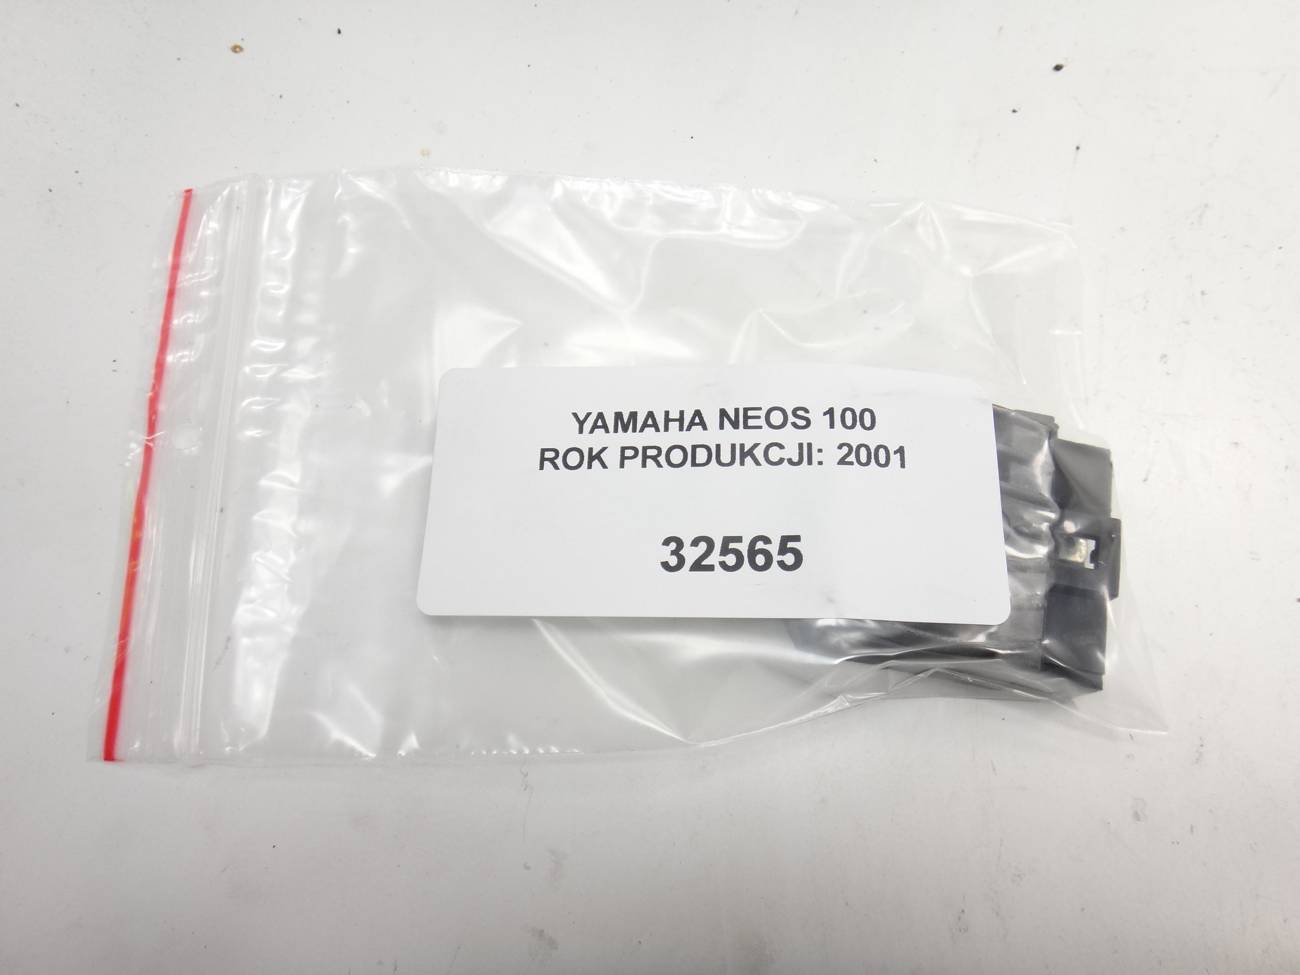 YAMAHA NEOS 100
ROK PRODUKCJI: 2001
32565